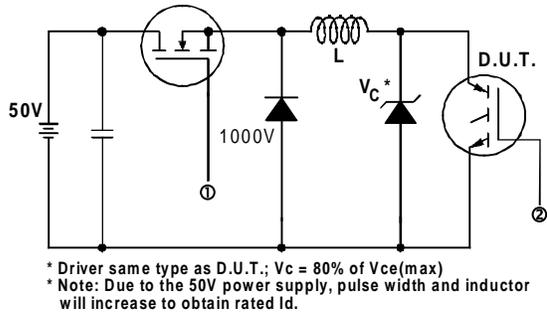 L
D.U.T.
VC *
50V
1000V
①
②
* Driver same type as D.U.T.; Vc = 80% of Vce(max)
* Note: Due to the 50V power supply, pulse width and inductor
will increase to obtain rated Id.